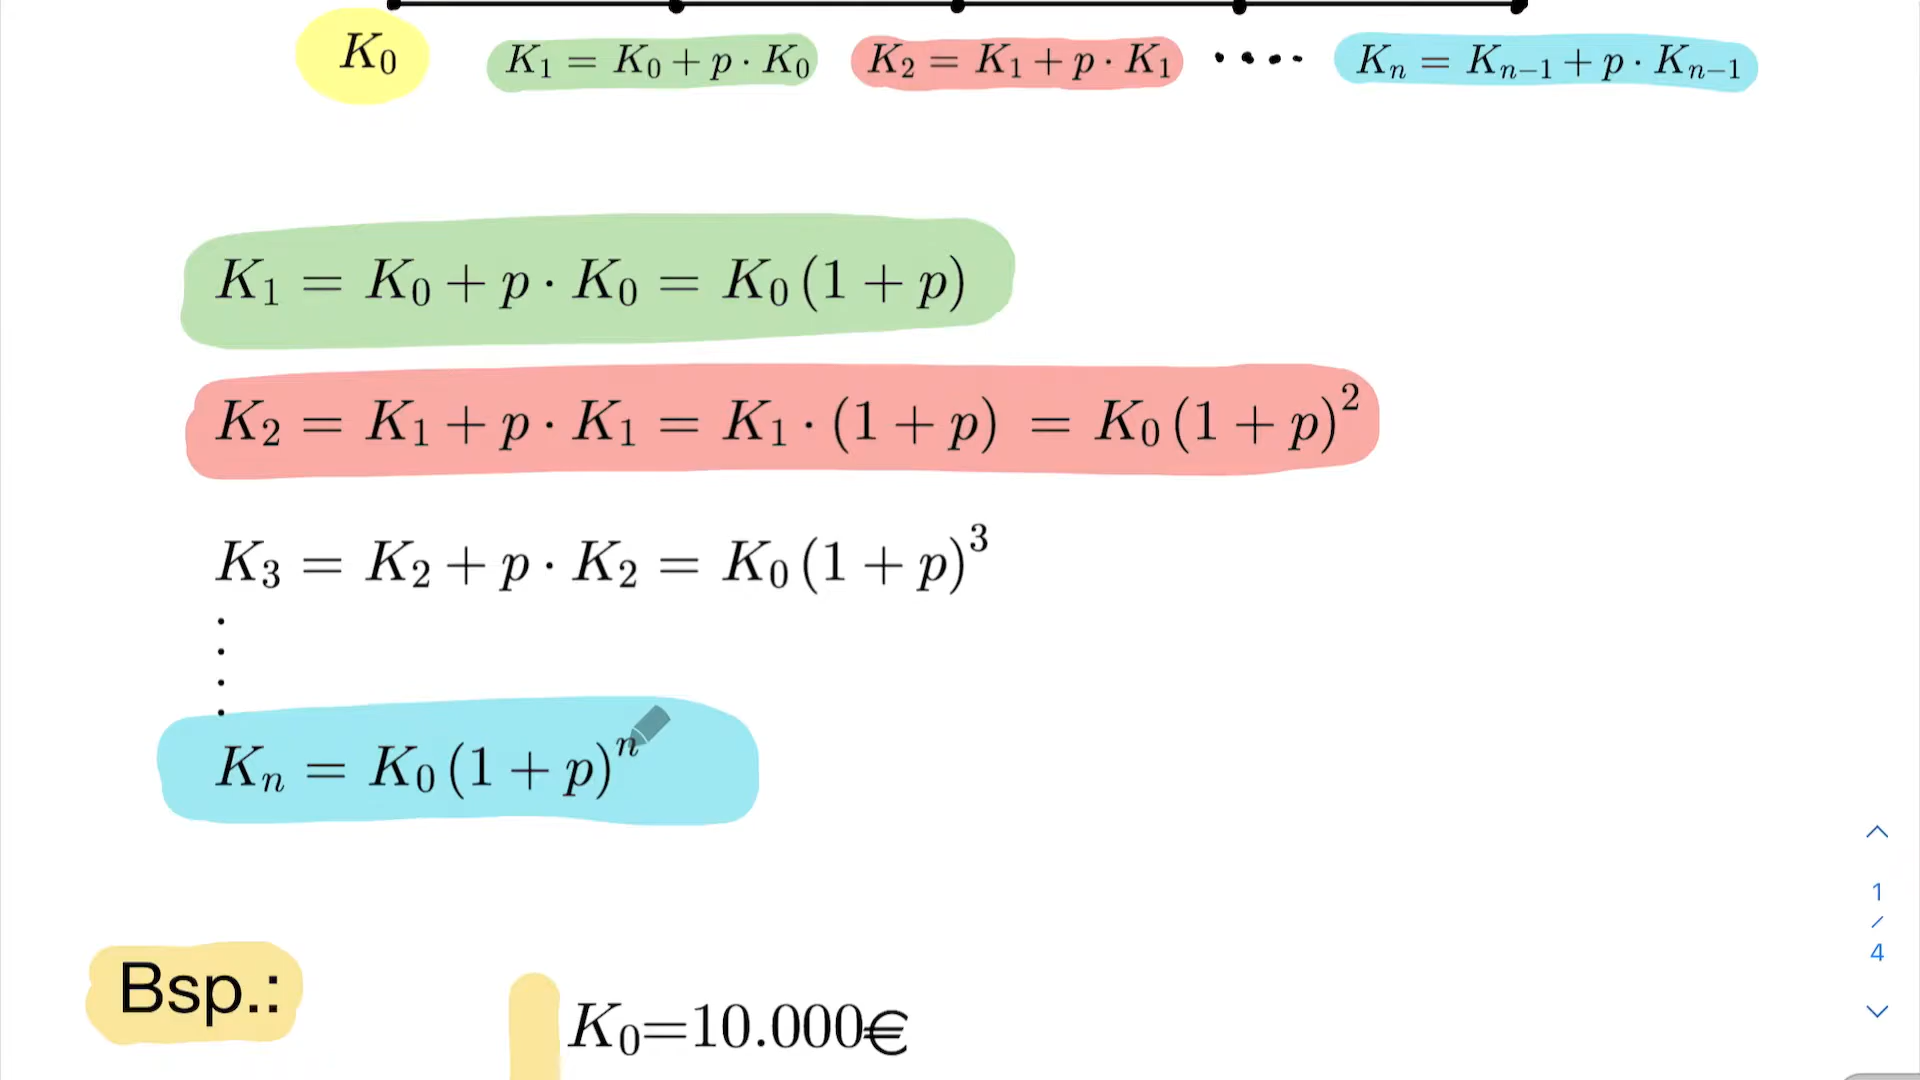 K₀ K₁ = K₀ + p · K₀ K₂ = K₁ + p · K₁ ···· Kₙ = Kₙ₋₁ + p · Kₙ₋₁
K₁ = K₀ + p · K₀ = K₀ (1 + p)
K₂ = K₁ + p · K₁ = K₁ · (1 + p) = K₀ (1 + p)²
K₃ = K₂ + p · K₂ = K₀ (1 + p)³
Kₙ = K₀ (1 + p)ⁿ
1
/
4
Bsp.:
K₀=10.000€